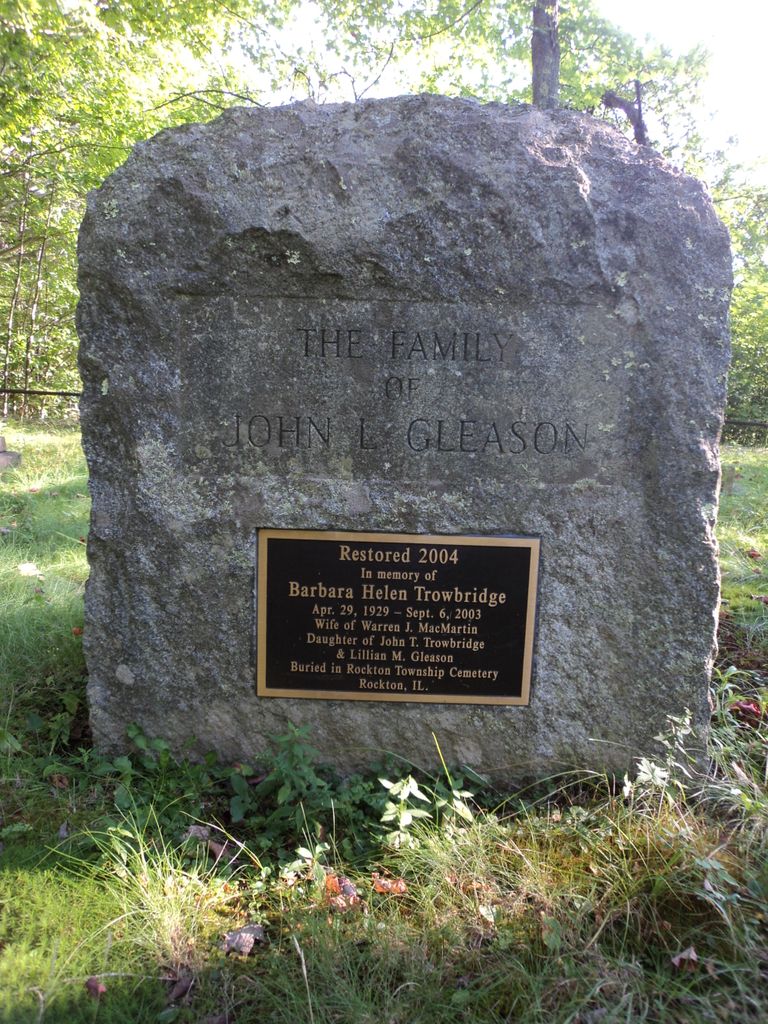 THE FAMILY
OF
JOHN L GLEASON
Restored 2004
In memory of
Barbara Helen Trowbridge
Apr. 29, 1929 – Sept. 6, 2003
Wife of Warren J. MacMartin
Daughter of John T. Trowbridge
& Lillian M. Gleason
Buried in Rockton Township Cemetery
Rockton, IL.